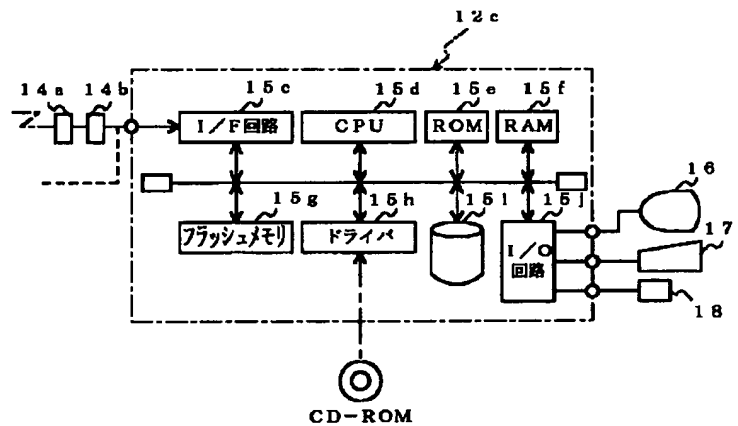 12c
14a 14b
15c 15d 15e 15f
I/F回路 CPU ROM RAM
15g 15h 15i 15j
フラッシュメモリ ドライバ I/O
回路
16
17
18
CD-ROM